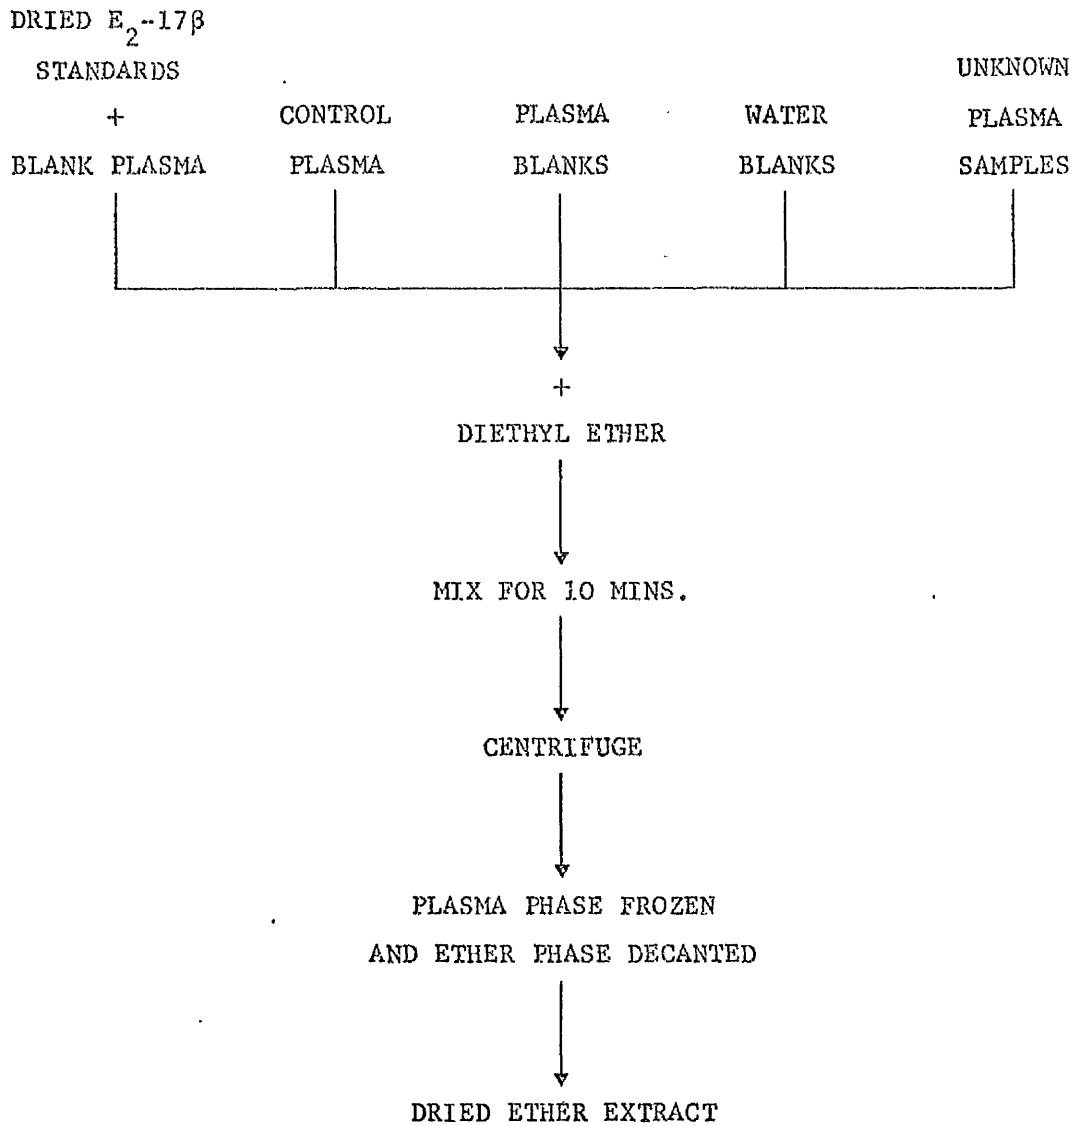 DRIED E2-17β
STANDARDS
+
BLANK PLASMA
CONTROL
PLASMA
PLASMA
BLANKS
WATER
BLANKS
UNKNOWN
PLASMA
SAMPLES
+
DIETHYL ETHER
MIX FOR 10 MINS.
CENTRIFUGE
PLASMA PHASE FROZEN
AND ETHER PHASE DECANTED
DRIED ETHER EXTRACT